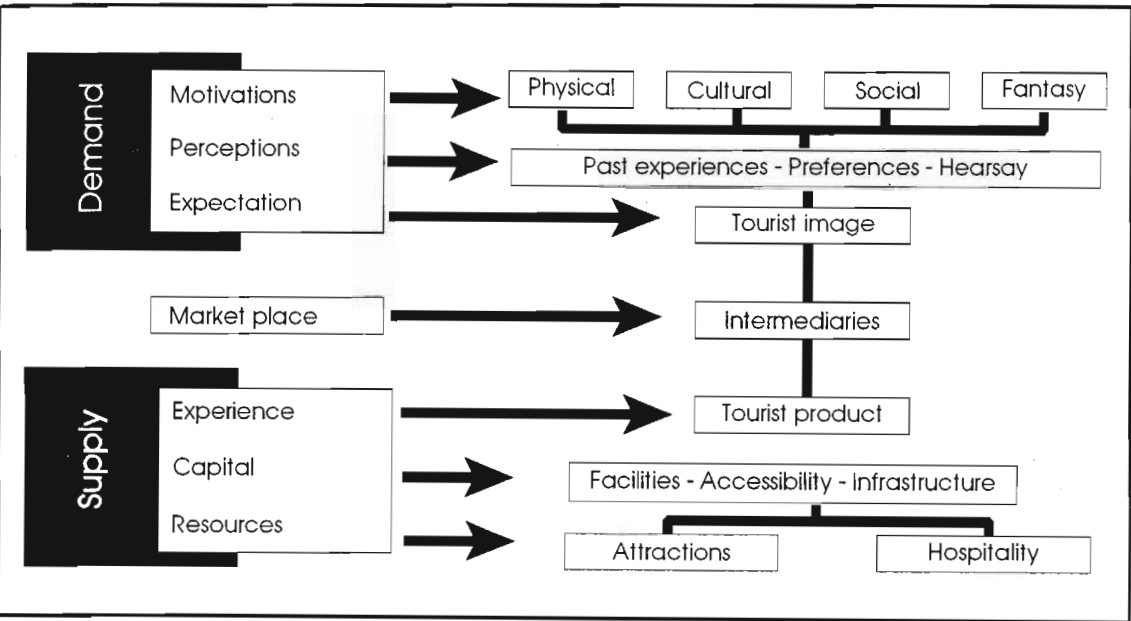 Demand
Motivations
Perceptions
Expectation
Physical
Cultural
Social
Fantasy
Past experiences - Preferences - Hearsay
Tourist image
Market place
Intermediaries
Supply
Experience
Capital
Resources
Tourist product
Facilities - Accessibility - Infrastructure
Attractions
Hospitality